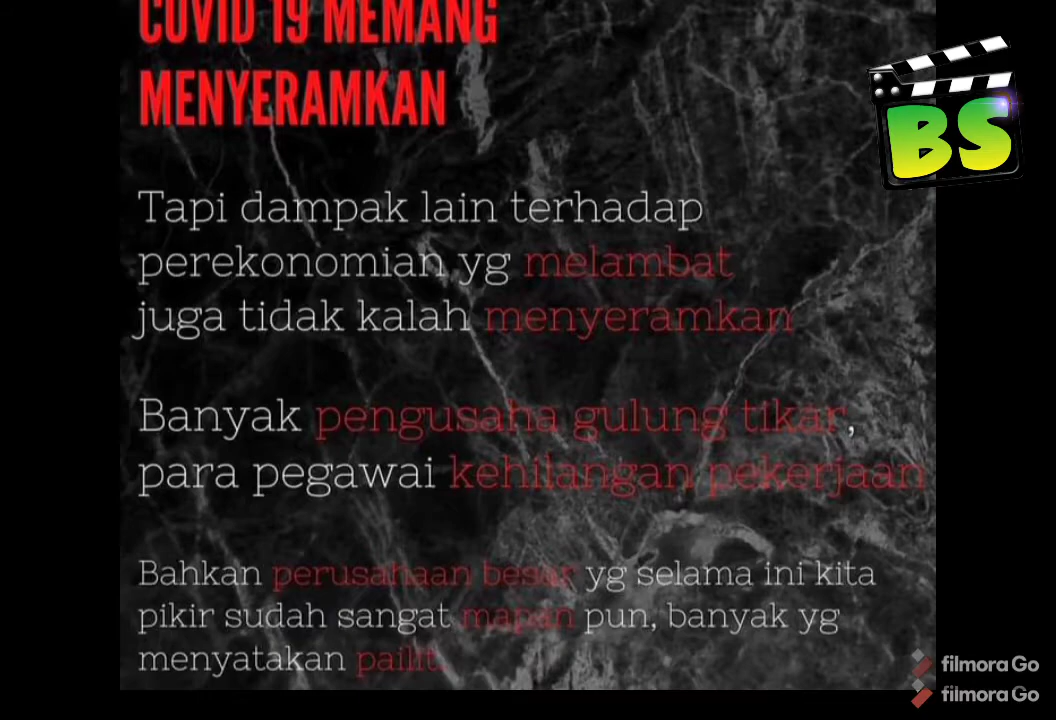 COVID 19 MEMANG
MENYERAMKAN
Tapi dampak lain terhadap
perekonomian yg melambat
juga tidak kalah menyeramkan
Banyak pengusaha gulung tikar,
para pegawai kehilangan pekerjaan
Bahkan perusahaan besar yg selama ini kita
pikir sudah sangat mapan pun, banyak yg
menyatakan pailit.
BS
filmora Go
filmora Go